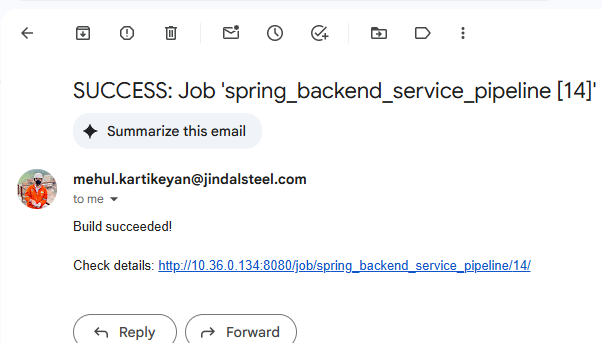 SUCCESS: Job 'spring_backend_service_pipeline [14]'
Summarize this email
mehul.kartikeyan@jindalsteel.com
to me
Build succeeded!
Check details: http://10.36.0.134:8080/job/spring_backend_service_pipeline/14/
Reply
Forward